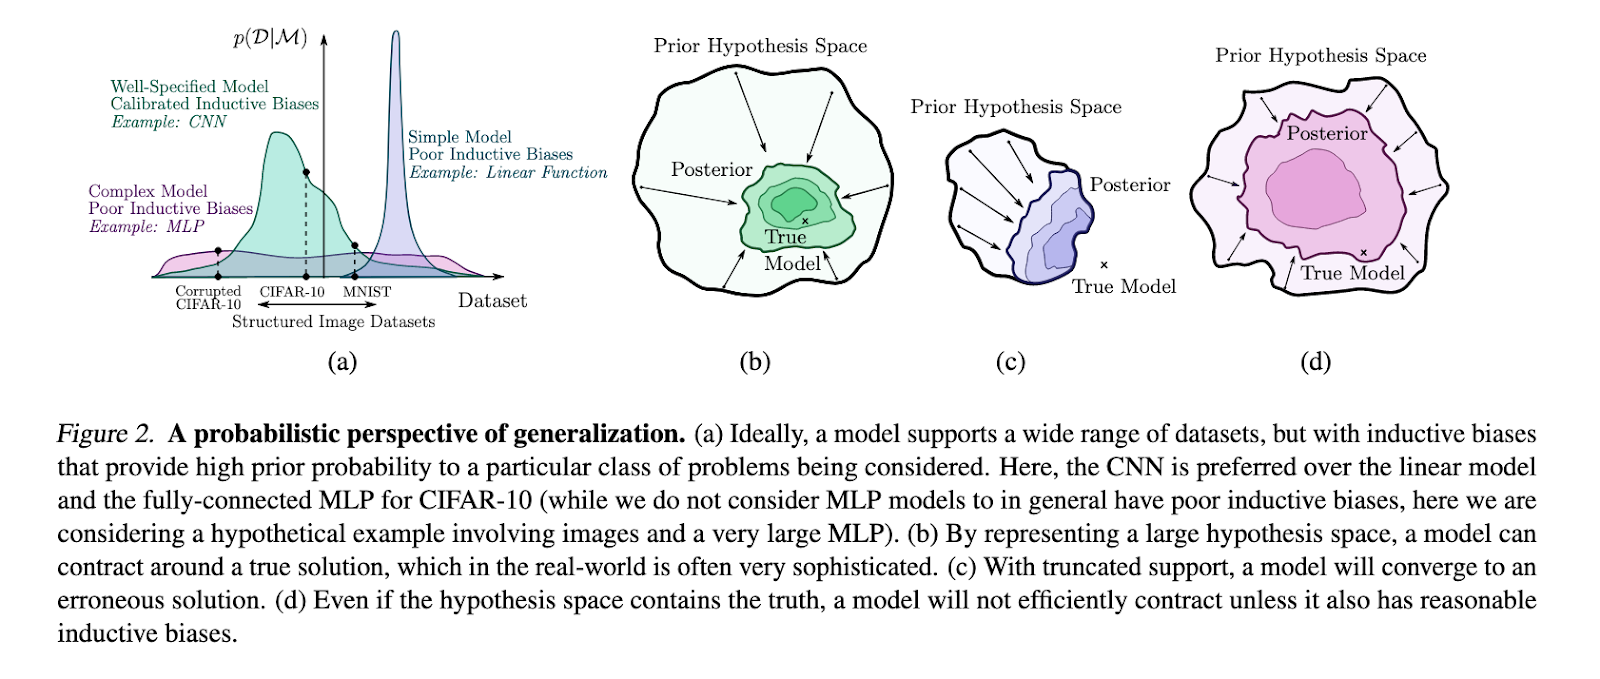 p(D|M)
Well-Specified Model
Calibrated Inductive Biases
Example: CNN
Simple Model
Poor Inductive Biases
Example: Linear Function
Complex Model
Poor Inductive Biases
Example: MLP
Corrupted
CIFAR-10
CIFAR-10
MNIST
Dataset
Structured Image Datasets
(a)
Prior Hypothesis Space
Posterior
True
Model
(b)
Prior Hypothesis Space
Posterior
True Model
(c)
Prior Hypothesis Space
Posterior
True Model
(d)
Figure 2. A probabilistic perspective of generalization. (a) Ideally, a model supports a wide range of datasets, but with inductive biases
that provide high prior probability to a particular class of problems being considered. Here, the CNN is preferred over the linear model
and the fully-connected MLP for CIFAR-10 (while we do not consider MLP models to in general have poor inductive biases, here we are
considering a hypothetical example involving images and a very large MLP). (b) By representing a large hypothesis space, a model can
contract around a true solution, which in the real-world is often very sophisticated. (c) With truncated support, a model will converge to an
erroneous solution. (d) Even if the hypothesis space contains the truth, a model will not efficiently contract unless it also has reasonable
inductive biases.